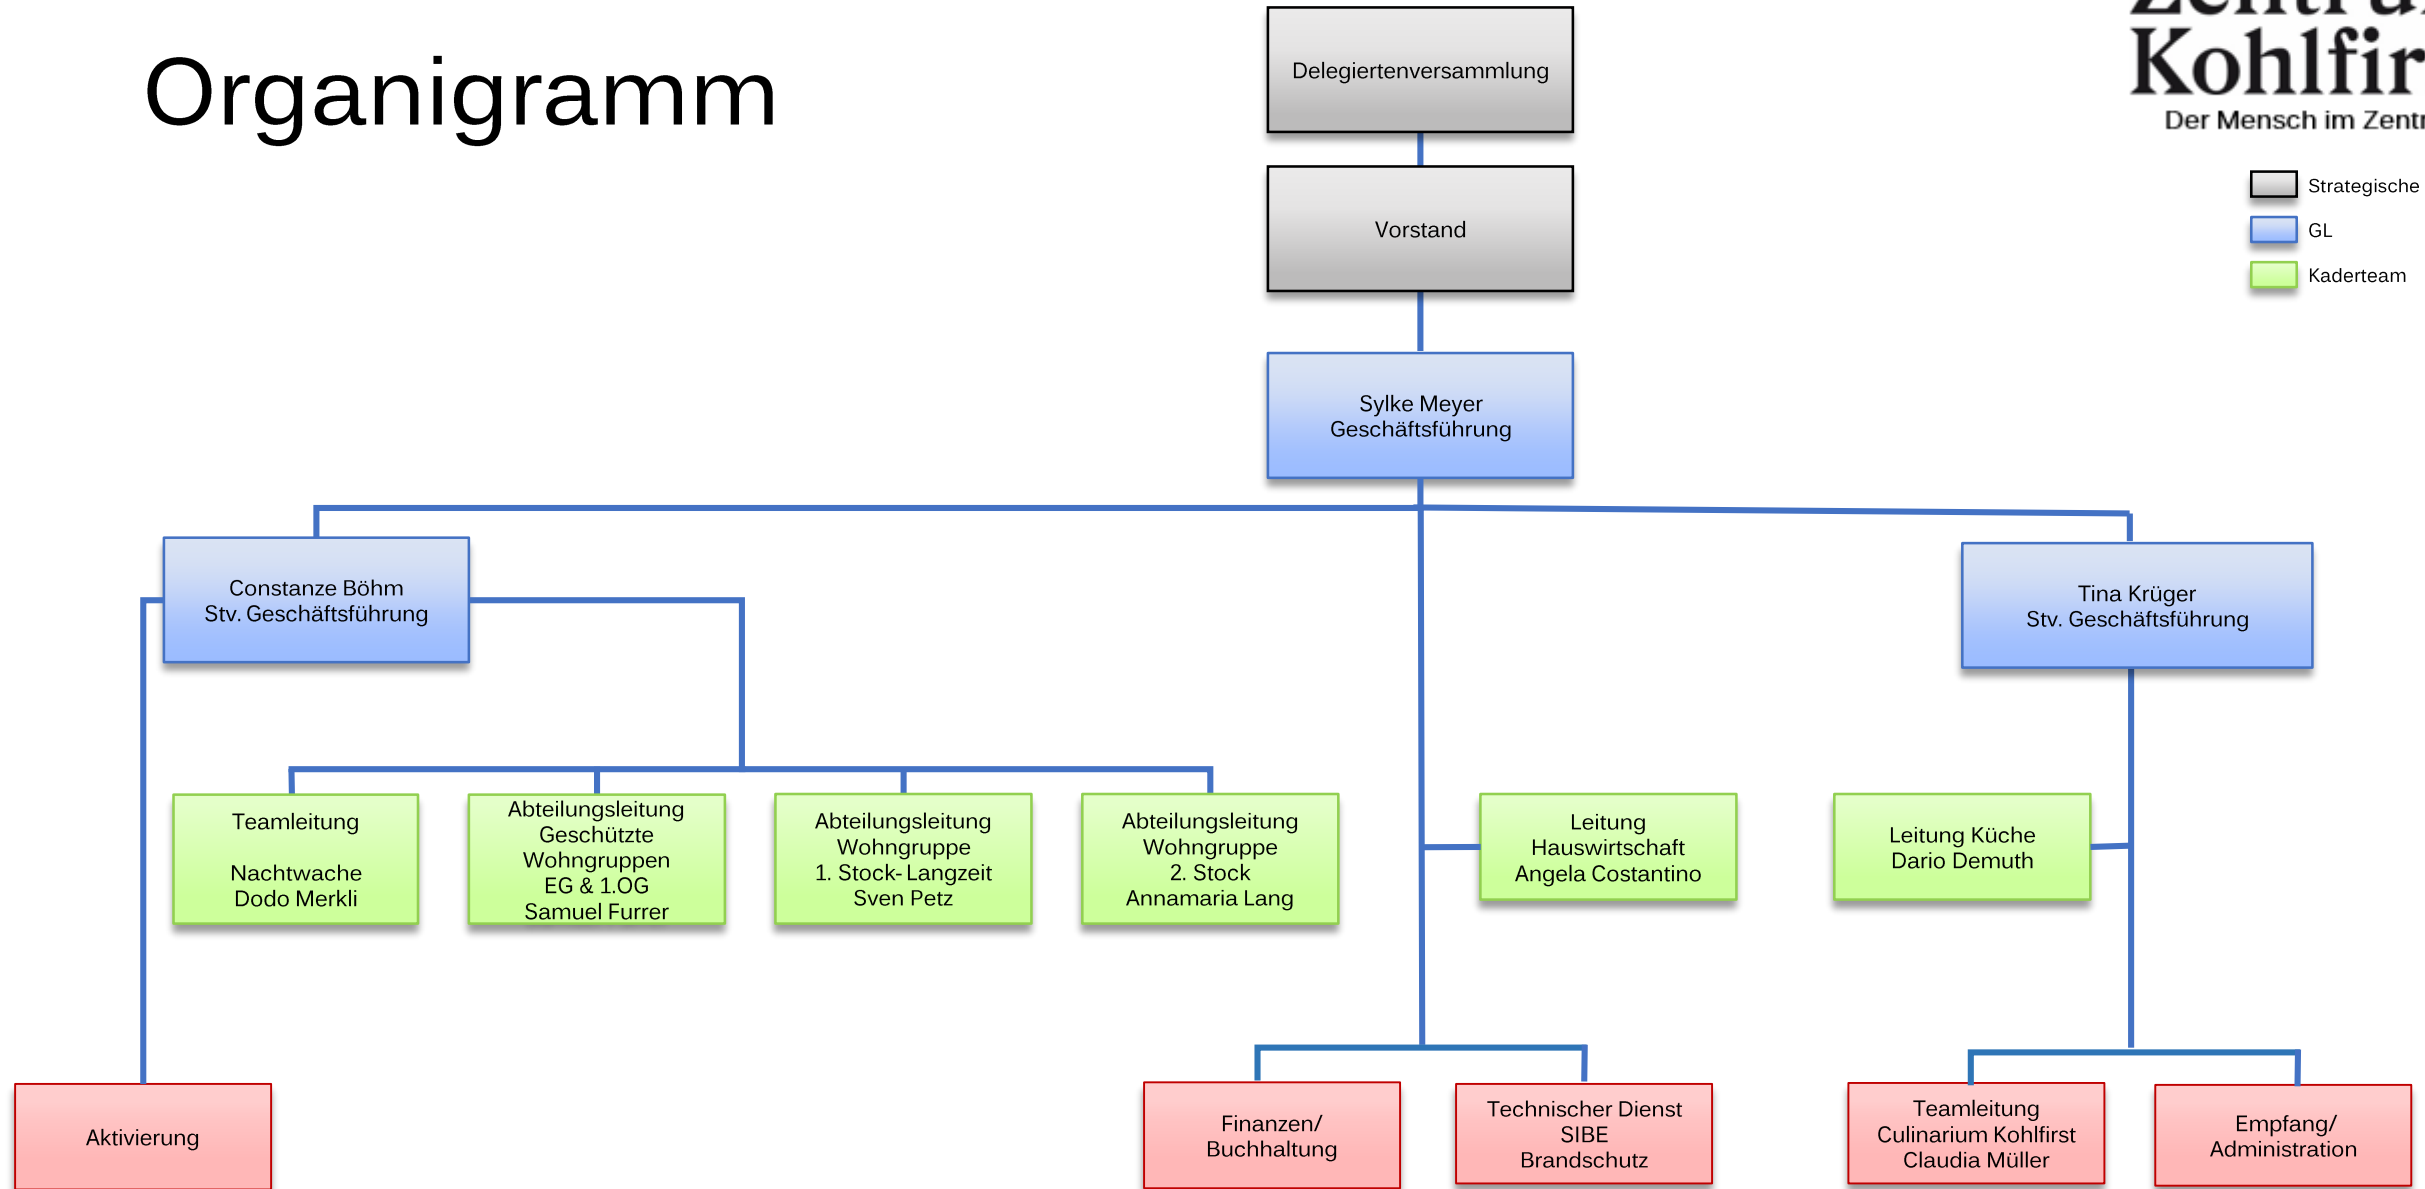 Organigramm
Kohlfir
Der Mensch im Zentr
Delegiertenversammlung
Vorstand
Strategische
GL
Kaderteam
Sylke Meyer
Geschäftsführung
Constanze Böhm
Stv. Geschäftsführung
Tina Krüger
Stv. Geschäftsführung
Teamleitung
Nachtwache
Dodo Merkli
Abteilungsleitung
Geschützte
Wohngruppen
EG & 1.OG
Samuel Furrer
Abteilungsleitung
Wohngruppe
1. Stock- Langzeit
Sven Petz
Abteilungsleitung
Wohngruppe
2. Stock
Annamaria Lang
Leitung
Hauswirtschaft
Angela Costantino
Leitung Küche
Dario Demuth
Aktivierung
Finanzen/
Buchhaltung
Technischer Dienst
SIBE
Brandschutz
Teamleitung
Culinarium Kohlfirst
Claudia Müller
Empfang/
Administration